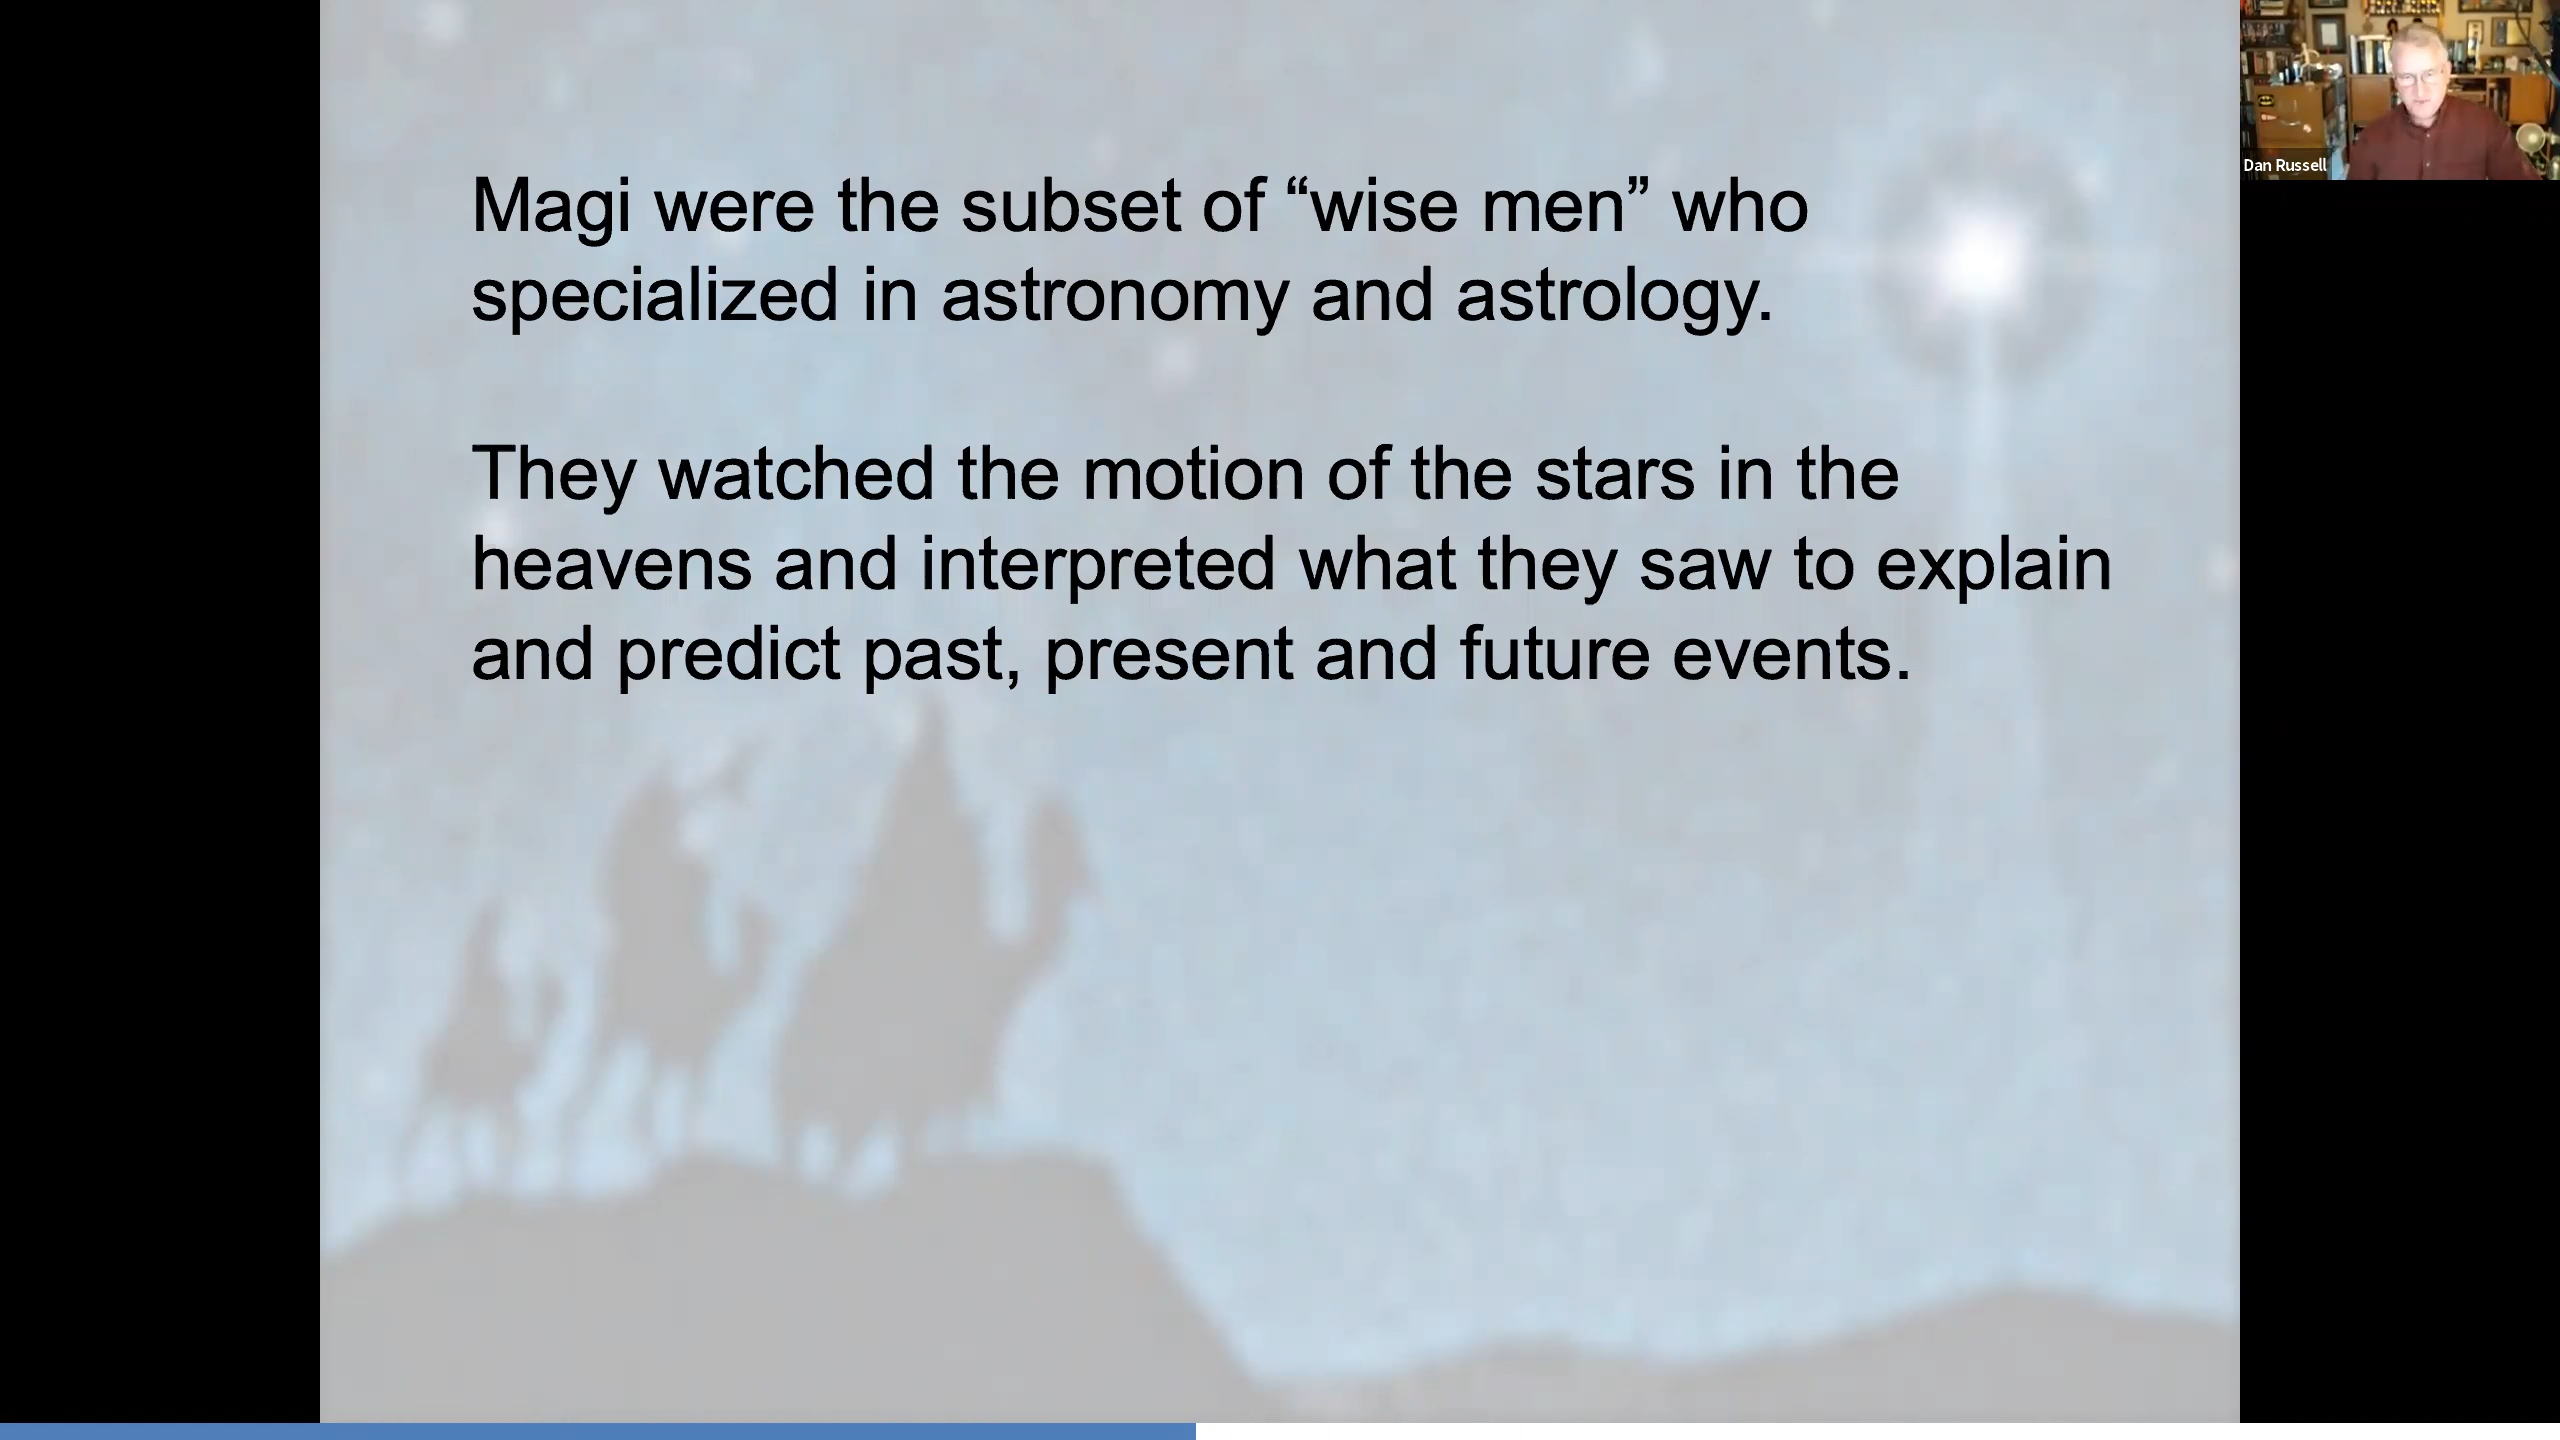 Magi were the subset of “wise men” who
specialized in astronomy and astrology.
They watched the motion of the stars in the
heavens and interpreted what they saw to explain
and predict past, present and future events.
Dan Russell